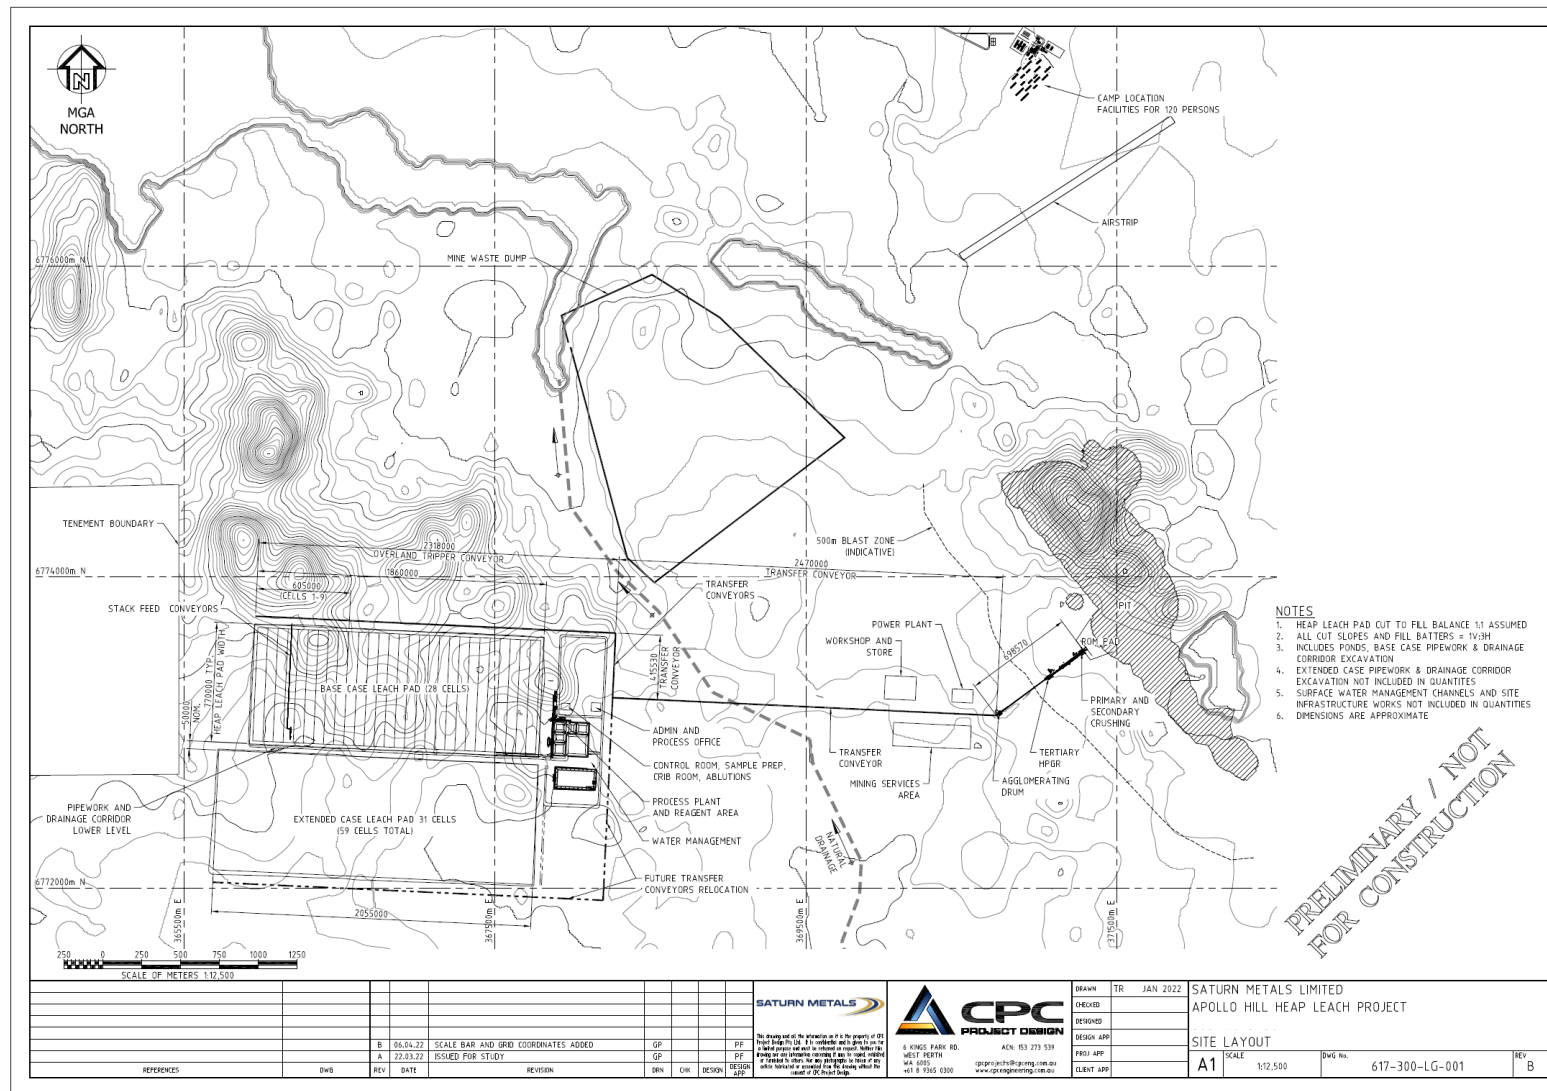 MGA
NORTH
CAMP LOCATION
FACILITIES FOR 120 PERSONS
AIRSTRIP
6776000m N
MINE WASTE DUMP
TENEMENT BOUNDARY
500m BLAST ZONE
(INDICATIVE)
2318000
OVERLAND TRIPPER CONVEYOR
2470000
TRANSFER CONVEYOR
6774000m N
1860000
605000
(CELLS 1-9)
TRANSFER
CONVEYORS
STACK FEED CONVEYORS
PIT
POWER PLANT
WORKSHOP AND
STORE
698570
ROM PAD
415530
TRANSFER
CONVEYOR
770000 TYP.
HEAP LEACH PAD WIDTH
50000
NOM.
BASE CASE LEACH PAD (28 CELLS)
PRIMARY AND
SECONDARY
CRUSHING
ADMIN AND
PROCESS OFFICE
CONTROL ROOM, SAMPLE PREP,
CRIB ROOM, ABLUTIONS
TRANSFER
CONVEYOR
TERTIARY
HPGR
MINING SERVICES
AREA
AGGLOMERATING
DRUM
PIPEWORK AND
DRAINAGE CORRIDOR
LOWER LEVEL
PROCESS PLANT
AND REAGENT AREA
EXTENDED CASE LEACH PAD 31 CELLS
(59 CELLS TOTAL)
WATER MANAGEMENT
NATURAL
DRAINAGE
FUTURE TRANSFER
CONVEYORS RELOCATION
6772000m N
2055000
365500m E
367500m E
369500m E
371500m E
NOTES
1. HEAP LEACH PAD CUT TO FILL BALANCE 1:1 ASSUMED
2. ALL CUT SLOPES AND FILL BATTERS = 1V:3H
3. INCLUDES PONDS, BASE CASE PIPEWORK & DRAINAGE
CORRIDOR EXCAVATION
4. EXTENDED CASE PIPEWORK & DRAINAGE CORRIDOR
EXCAVATION NOT INCLUDED IN QUANTITES
5. SURFACE WATER MANAGEMENT CHANNELS AND SITE
INFRASTRUCTURE WORKS NOT INCLUDED IN QUANTITIES
6. DIMENSIONS ARE APPROXIMATE
PRELIMINARY / NOT
FOR CONSTRUCTION
250 0 250 500 750 1000 1250
SCALE OF METERS 1:12,500
B 06.04.22 SCALE BAR AND GRID COORDINATES ADDED GP PF
A 22.03.22 ISSUED FOR STUDY GP PF
REFERENCES DWG REV DATE REVISION DRN CHK DESIGN DESIGN APP
SATURN METALS
CPC
PROJECT DESIGN
6 KINGS PARK RD.
WEST PERTH
WA 6005
+61 8 9365 0300
ACN: 153 273 539
cpcprojects@cpceng.com.au
www.cpcengineering.com.au
DRAWN TR JAN 2022
CHECKED
DESIGNED
DESIGN APP
PROJ APP
CLIENT APP
SATURN METALS LIMITED
APOLLO HILL HEAP LEACH PROJECT
SITE LAYOUT
A1
SCALE
1:12,500
DWG No.
617-300-LG-001
REV
B